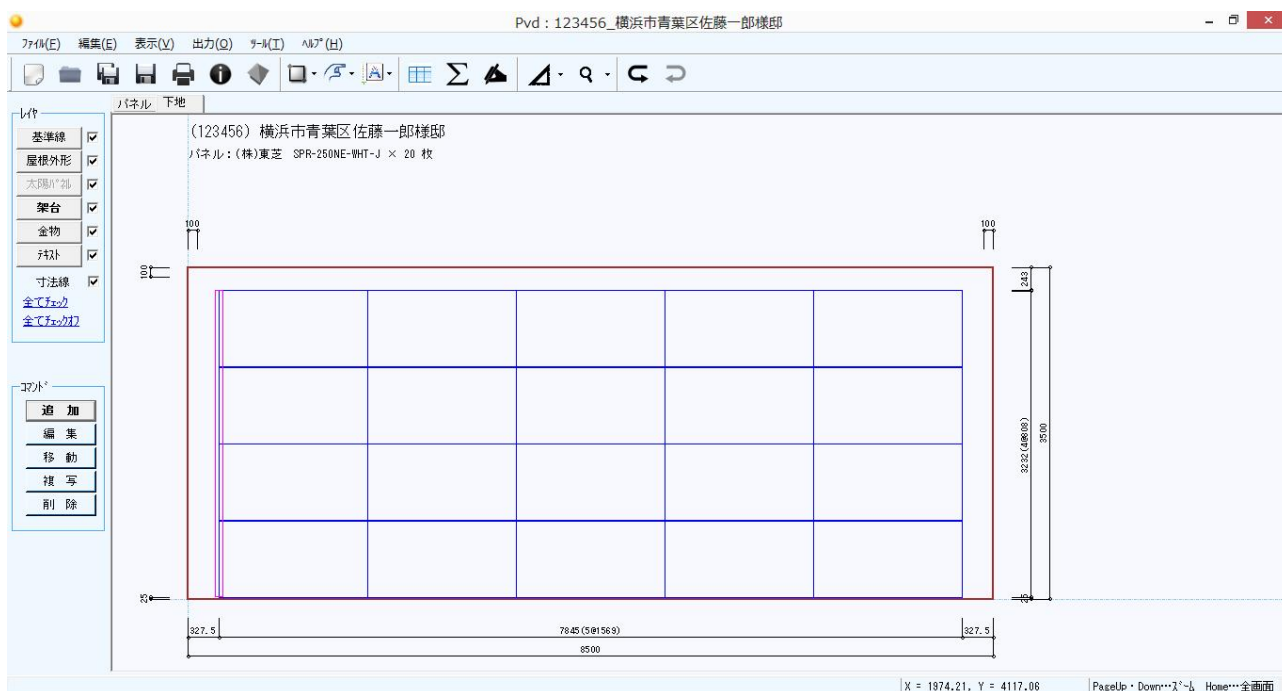 Pvd : 123456_横浜市青葉区佐藤一郎様邸
ﾌｧｲﾙ(F) 編集(E) 表示(V) 出力(O) ﾂｰﾙ(T) ﾍﾙﾌﾟ(H)
パネル 下地
ﾚｲﾔ
基準線
屋根外形
太陽ﾊﾟﾈﾙ
架台
金物
ﾃｷｽﾄ
寸法線
全てﾁｪｯｸ
全てﾁｪｯｸｵﾌ
ｺﾏﾝﾄﾞ
追 加
編 集
移 動
複 写
削 除
(123456) 横浜市青葉区佐藤一郎様邸
パネル：(株)東芝 SPR-250NE-WHT-J × 20 枚
100
100
100
243
3232(4@808)
3500
25
25
327.5
7845(5@1569)
327.5
8500
X = 1974.21, Y = 4117.06
PageUp・Down…ｽﾞｰﾑ Home…全画面